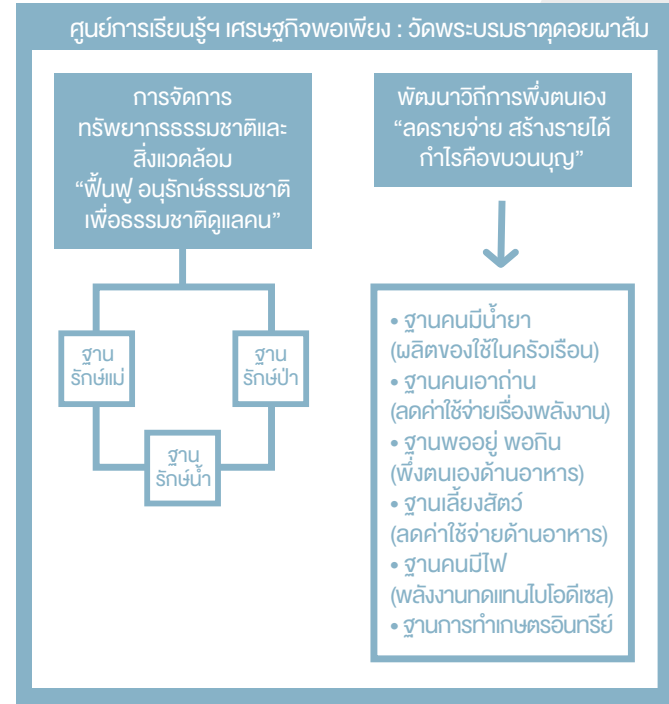 ศูนย์การเรียนรู้ฯ เศรษฐกิจพอเพียง : วัดพระบรมธาตุดอยผาส้ม
การจัดการ
ทรัพยากรธรรมชาติและ
สิ่งแวดล้อม
“ฟื้นฟู อนุรักษ์ธรรมชาติ
เพื่อธรรมชาติดูแลคน”
ฐาน
รักษ์แม่
ฐาน
รักษ์ป่า
ฐาน
รักษ์น้ำ
พัฒนาวิถีการพึ่งตนเอง
“ลดรายจ่าย สร้างรายได้
กำไรคือขบวนบุญ”
• ฐานคนมีน้ำยา
(ผลิตของใช้ในครัวเรือน)
• ฐานคนเอาถ่าน
(ลดค่าใช้จ่ายเรื่องพลังงาน)
• ฐานพออยู่ พอกิน
(พึ่งตนเองด้านอาหาร)
• ฐานเลี้ยงสัตว์
(ลดค่าใช้จ่ายด้านอาหาร)
• ฐานคนมีไฟ
(พลังงานทดแทนไบโอดีเซล)
• ฐานการทำเกษตรอินทรีย์